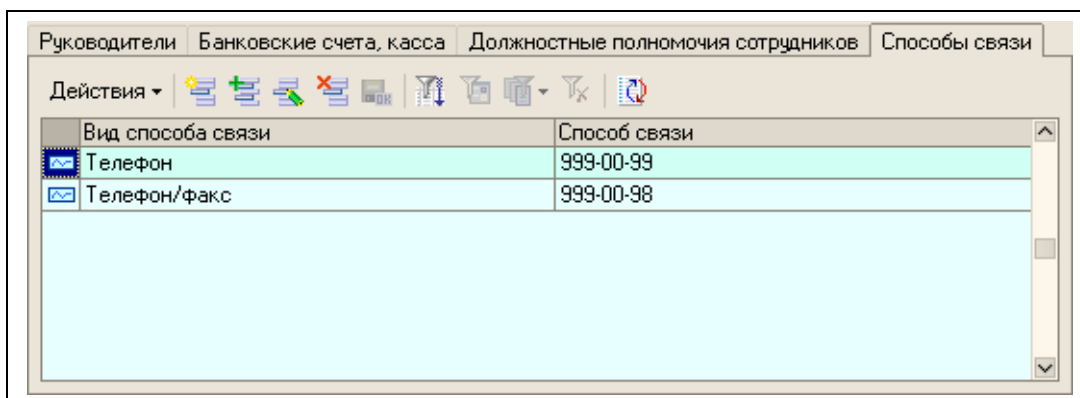 Руководители Банковские счета, касса Должностные полномочия сотрудников Способы связи
Действия
Вид способа связи Способ связи
Телефон 999-00-99
Телефон/факс 999-00-98